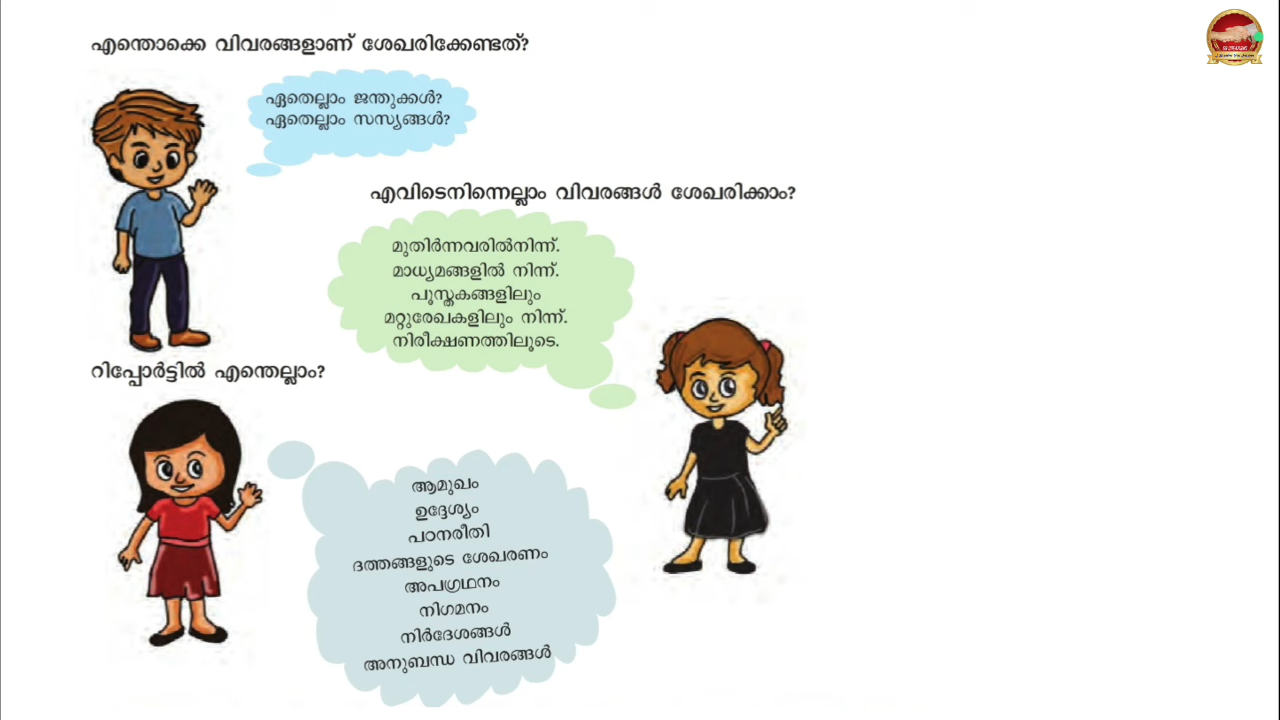 എന്തൊക്കെ വിവരങ്ങളാണ് ശേഖരിക്കേണ്ടത്?
ഏതെല്ലാം ജന്തുക്കൾ?
ഏതെല്ലാം സസ്യങ്ങൾ?
എവിടെനിന്നെല്ലാം വിവരങ്ങൾ ശേഖരിക്കാം?
മുതിർന്നവരിൽനിന്ന്.
മാധ്യമങ്ങളിൽ നിന്ന്.
പുസ്തകങ്ങളിലും
മറ്റുരേഖകളിലും നിന്ന്.
നിരീക്ഷണത്തിലൂടെ.
റിപ്പോർട്ടിൽ എന്തെല്ലാം?
ആമുഖം
ഉദ്ദേശ്യം
പഠനരീതി
ദത്തങ്ങളുടെ ശേഖരണം
അപഗ്രഥനം
നിഗമനം
നിർദേശങ്ങൾ
അനുബന്ധ വിവരങ്ങൾ